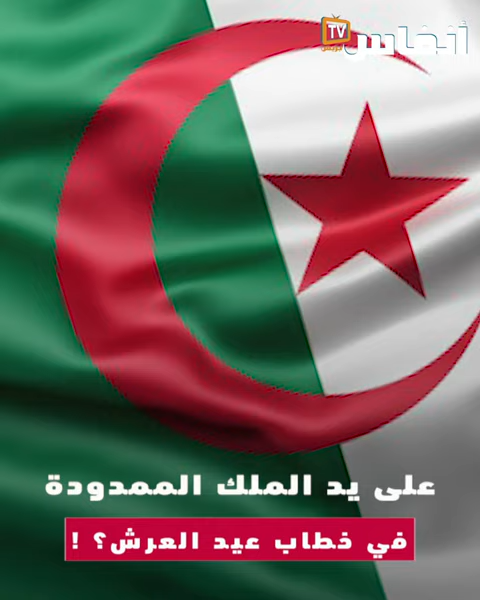 أنفاس TV
على يد الملك الممدودة
في خطاب عيد العرش؟ !